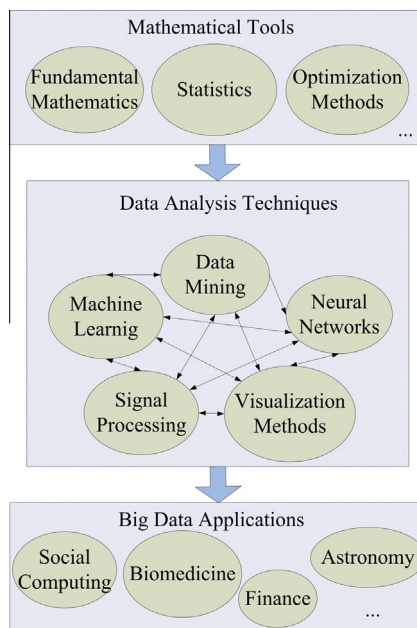 Mathematical Tools
Fundamental
Mathematics
Statistics
Optimization
Methods
...
Data Analysis Techniques
Data
Mining
Machine
Learnig
Neural
Networks
Signal
Processing
Visualization
Methods
Big Data Applications
Social
Computing
Biomedicine
Finance
Astronomy
...